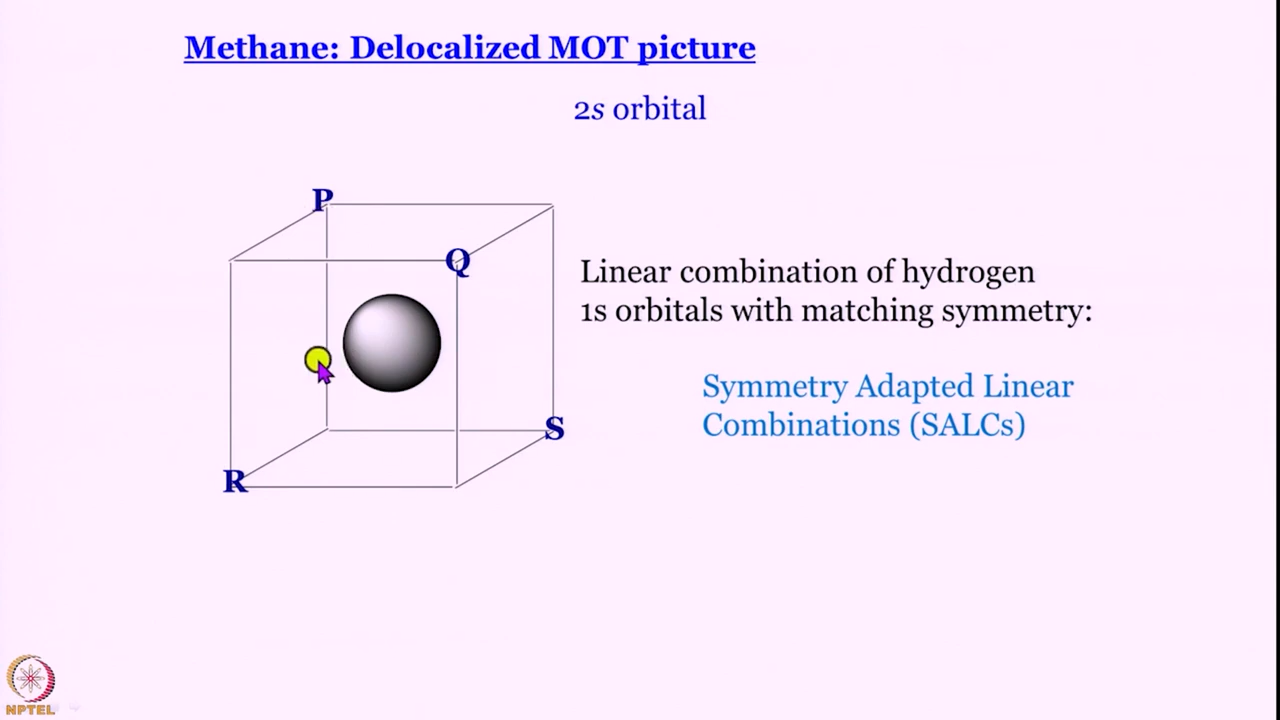 Methane: Delocalized MOT picture
2s orbital
P
Q
Linear combination of hydrogen
1s orbitals with matching symmetry:
Symmetry Adapted Linear
Combinations (SALCs)
S
R
NPTEL